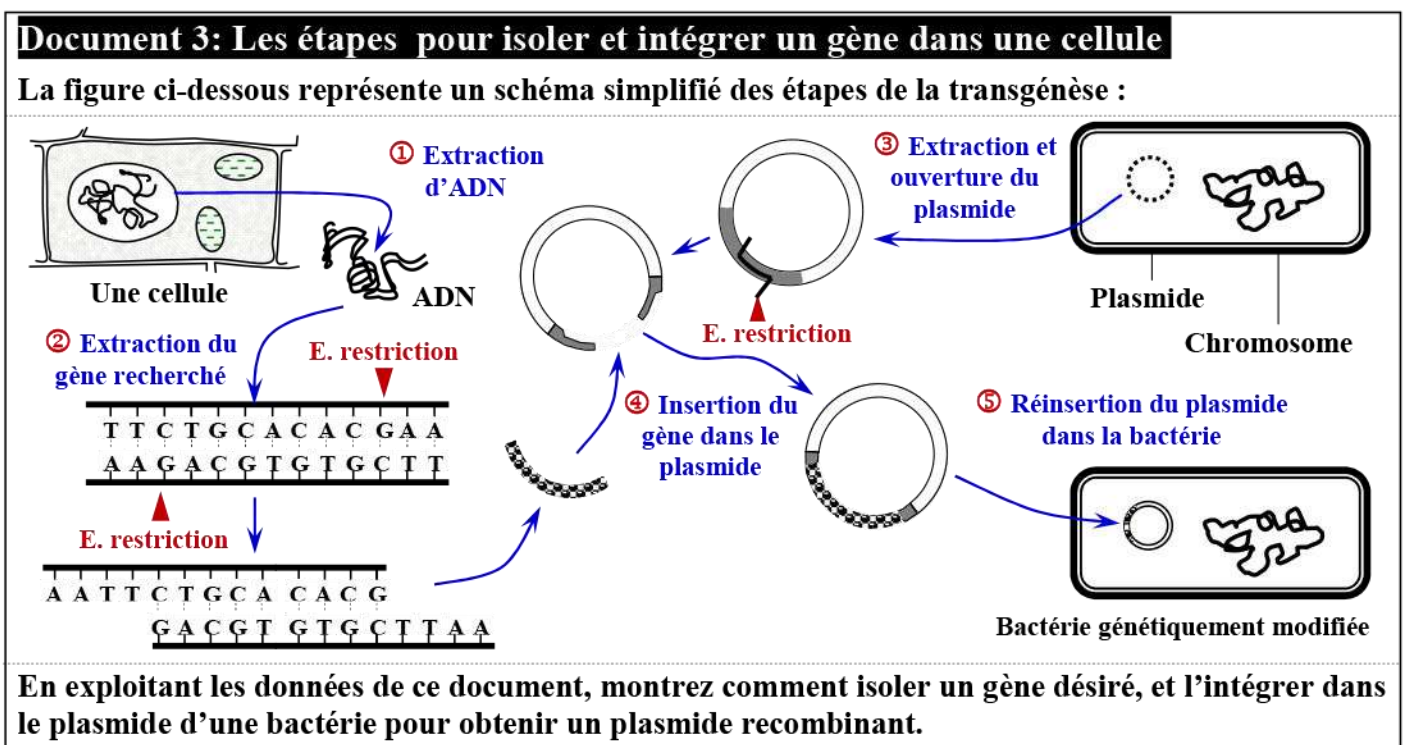 Document 3: Les étapes pour isoler et intégrer un gène dans une cellule
La figure ci-dessous représente un schéma simplifié des étapes de la transgénèse :
① Extraction
d’ADN
③ Extraction et
ouverture du
plasmide
Une cellule
ADN
Plasmide
Chromosome
② Extraction du
gène recherché
E. restriction
E. restriction
T T C T G C A C A C G A A
A A G A C G T G T G C T T
E. restriction
④ Insertion du
gène dans le
plasmide
⑤ Réinsertion du plasmide
dans la bactérie
A A T T C T G C A C A C G
G A C G T G T G C T T A A
Bactérie génétiquement modifiée
En exploitant les données de ce document, montrez comment isoler un gène désiré, et l’intégrer dans
le plasmide d’une bactérie pour obtenir un plasmide recombinant.